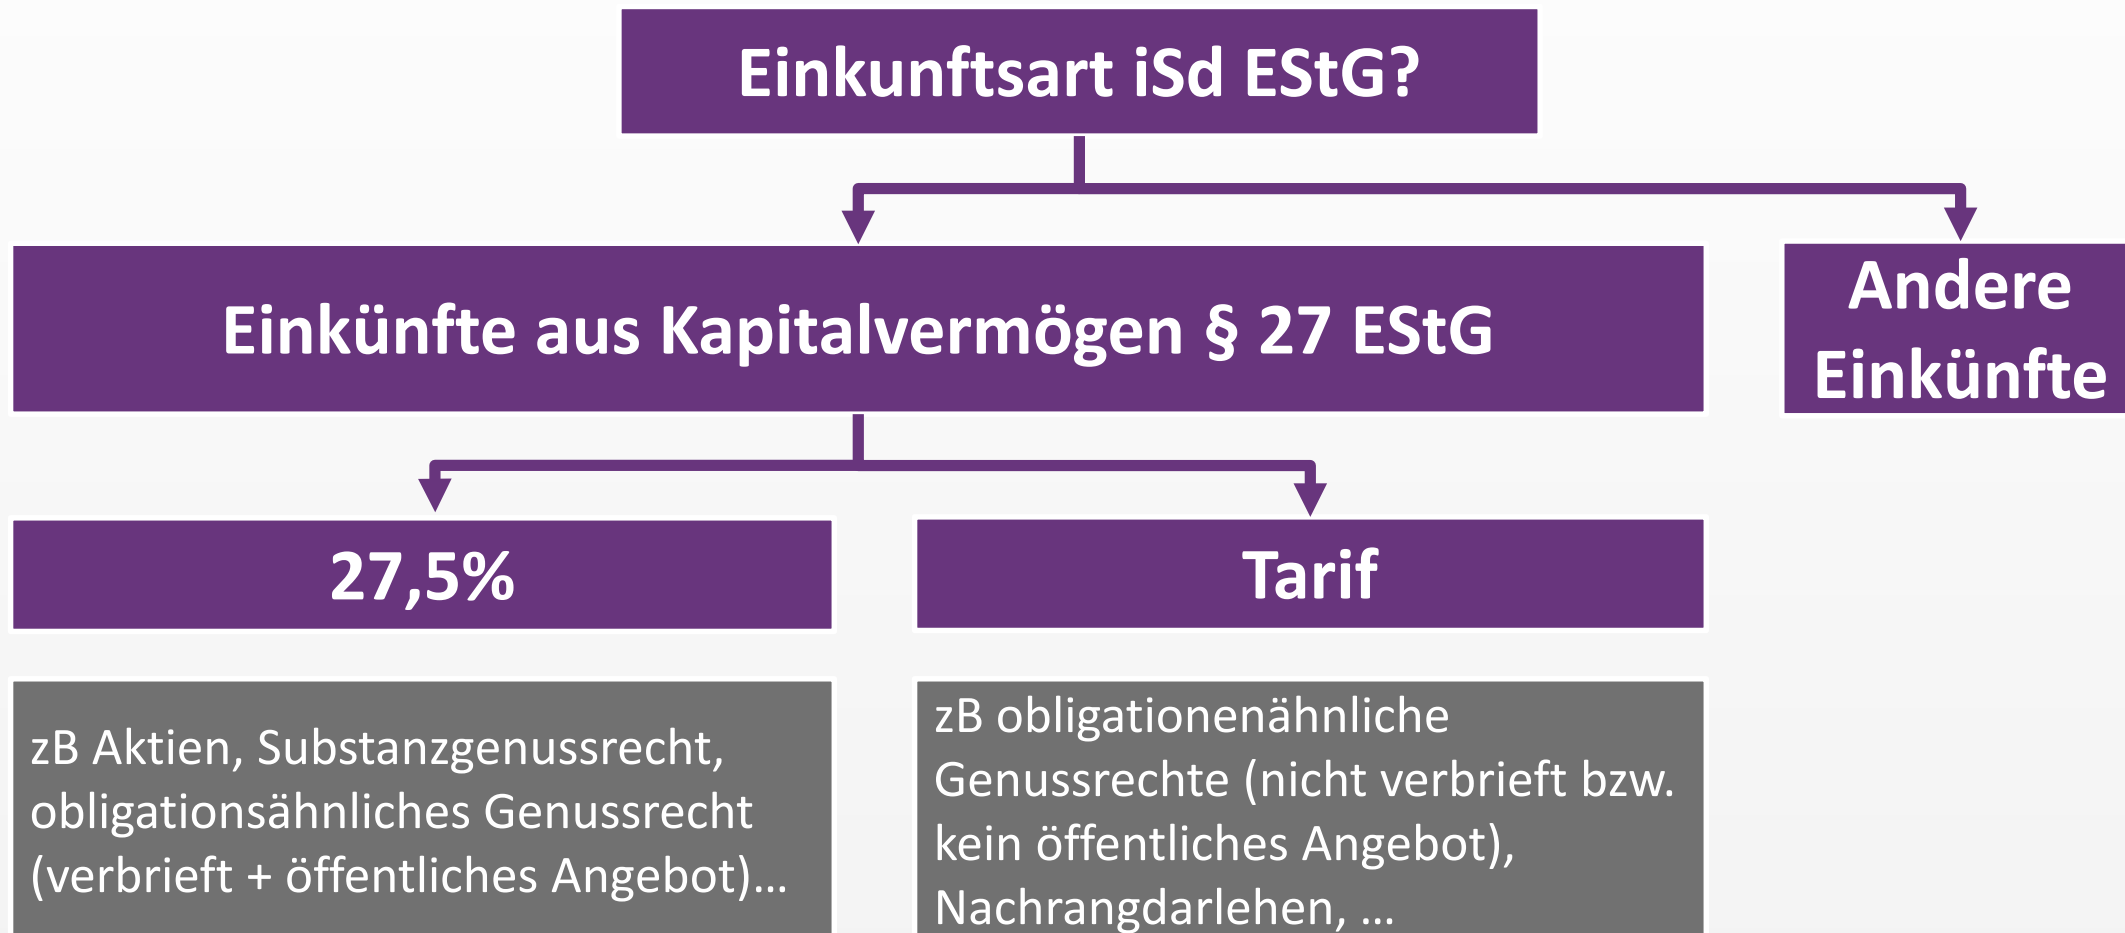 Einkunftsart iSd EStG?
Einkünfte aus Kapitalvermögen § 27 EStG
Andere
Einkünfte
27,5%
Tarif
zB Aktien, Substanzgenussrecht,
obligationsähnliches Genussrecht
(verbrieft + öffentliches Angebot)…
zB obligationenähnliche
Genussrechte (nicht verbrieft bzw.
kein öffentliches Angebot),
Nachrangdarlehen, …